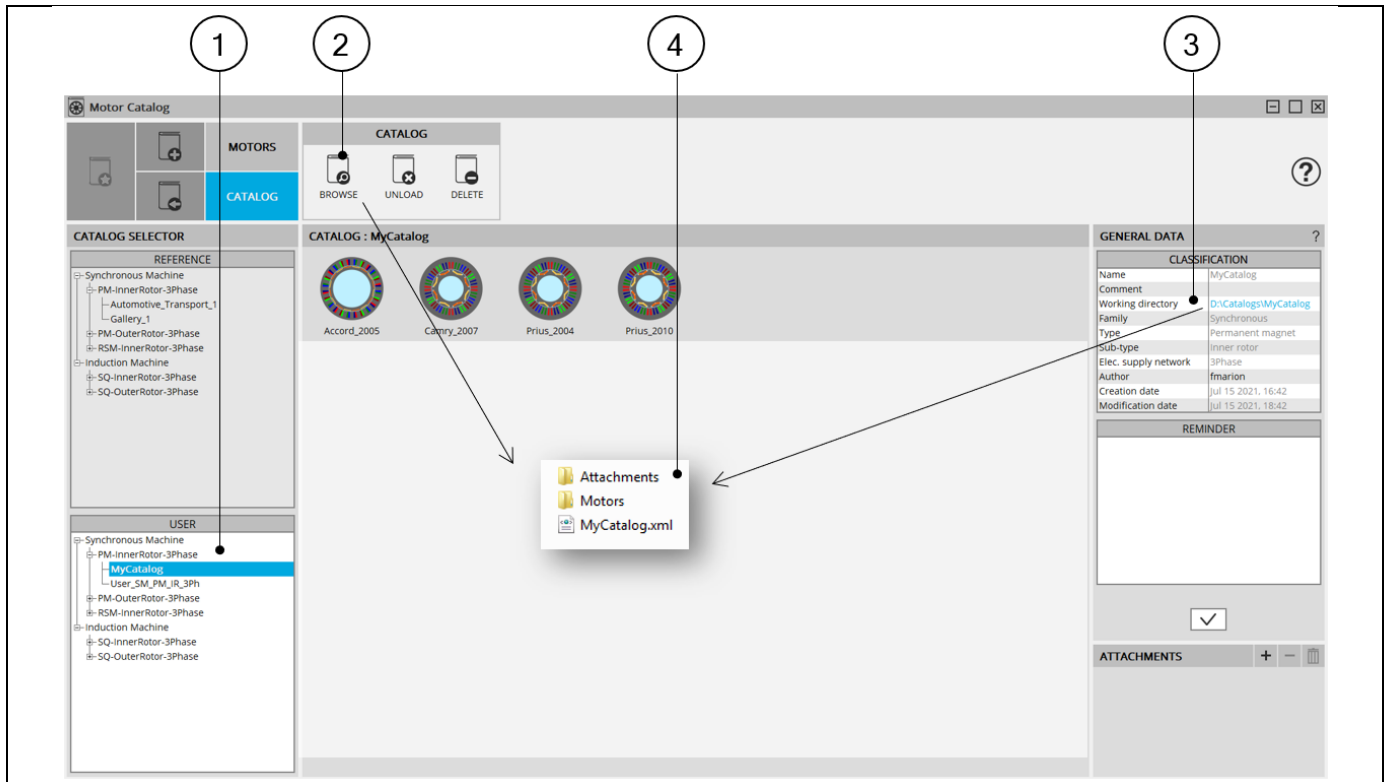 1
2
4
3
Motor Catalog
MOTORS
CATALOG
CATALOG
BROWSE
UNLOAD
DELETE
?
CATALOG SELECTOR
REFERENCE
Synchronous Machine
PM-InnerRotor-3Phase
Automotive_Transport_1
Gallery_1
PM-OuterRotor-3Phase
RSM-InnerRotor-3Phase
Induction Machine
SQ-InnerRotor-3Phase
SQ-OuterRotor-3Phase
USER
Synchronous Machine
PM-InnerRotor-3Phase
MyCatalog
User_SM_PM_IR_3Ph
PM-OuterRotor-3Phase
RSM-InnerRotor-3Phase
Induction Machine
SQ-InnerRotor-3Phase
SQ-OuterRotor-3Phase
CATALOG : MyCatalog
Accord_2005
Camry_2007
Prius_2004
Prius_2010
Attachments
Motors
MyCatalog.xml
GENERAL DATA ?
CLASSIFICATION
Name MyCatalog
Comment
Working directory D:\Catalogs\MyCatalog
Family Synchronous
Type Permanent magnet
Sub-type Inner rotor
Elec. supply network 3Phase
Author fmarion
Creation date Jul 15 2021, 16:42
Modification date Jul 15 2021, 18:42
REMINDER
ATTACHMENTS